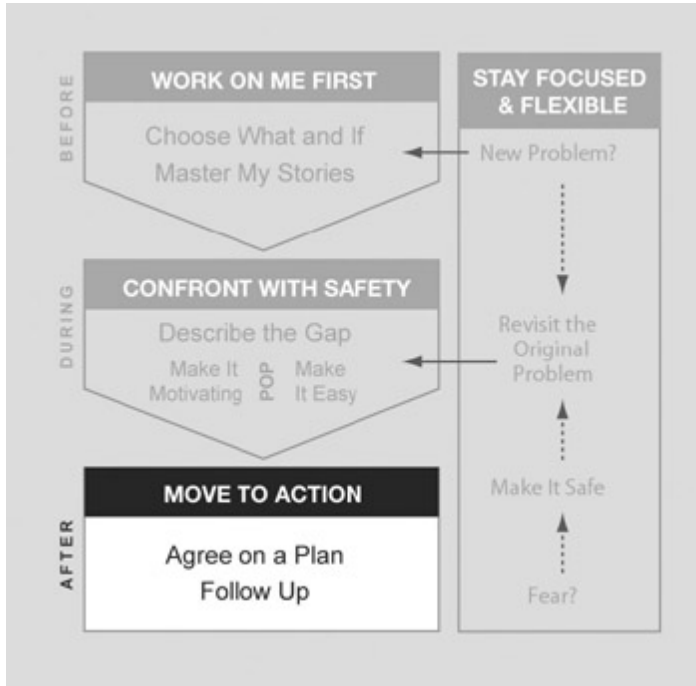 BEFORE
WORK ON ME FIRST
Choose What and If
Master My Stories
DURING
CONFRONT WITH SAFETY
Describe the Gap
Make It
Motivating
POP
Make
It Easy
AFTER
MOVE TO ACTION
Agree on a Plan
Follow Up
STAY FOCUSED
& FLEXIBLE
New Problem?
Revisit the
Original
Problem
Make It Safe
Fear?